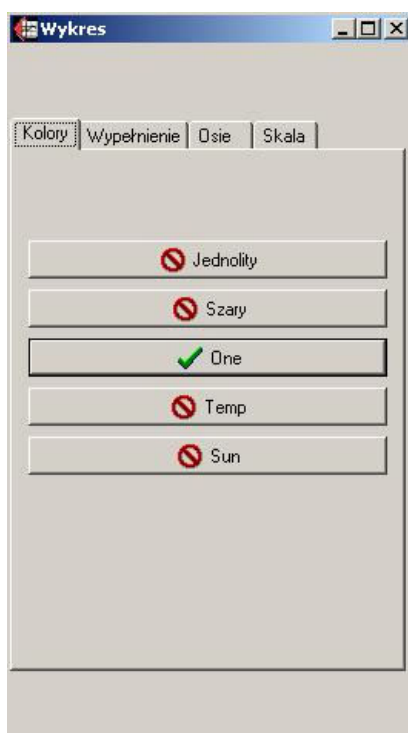 Wykres
Kolory Wypełnienie Osie Skala
Jednolity
Szary
One
Temp
Sun